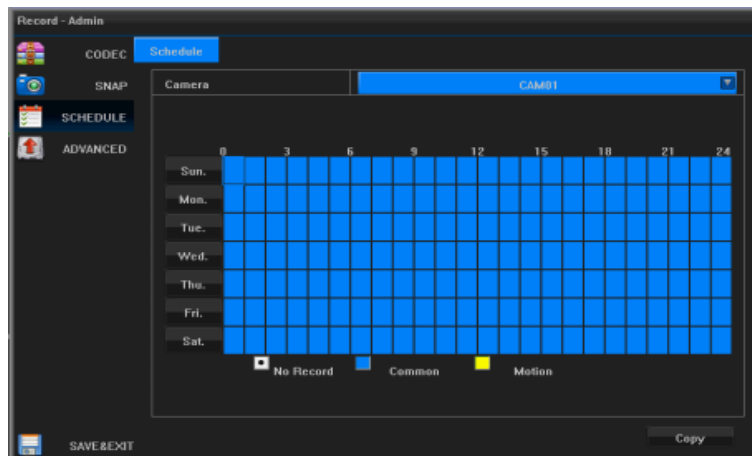 Record - Admin
CODEC
Schedule
SNAP
Camera
CAM01
SCHEDULE
ADVANCED
0 3 6 9 12 15 18 21 24
Sun.
Mon.
Tue.
Wed.
Thu.
Fri.
Sat.
No Record Common Motion
Copy
SAVE&EXIT